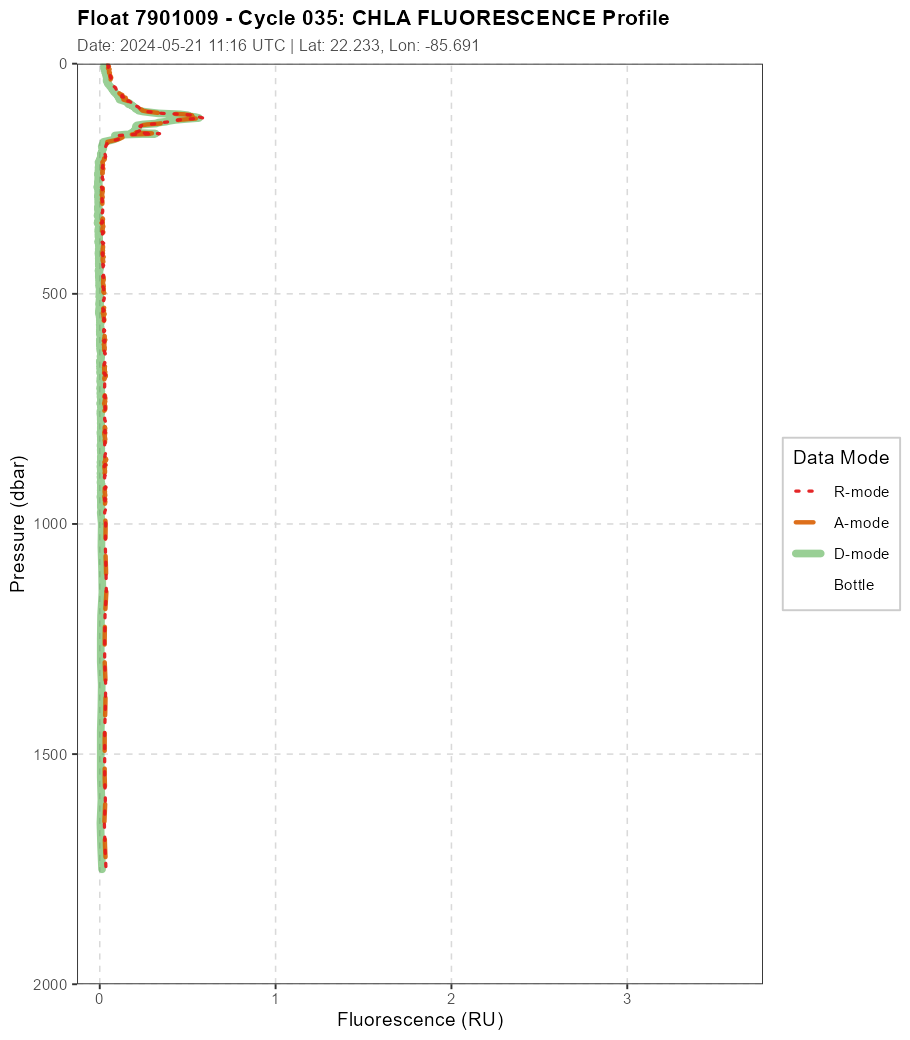 Float 7901009 - Cycle 035: CHLA FLUORESCENCE Profile
Date: 2024-05-21 11:16 UTC | Lat: 22.233, Lon: -85.691
0
500
1000
1500
2000
Pressure (dbar)
0 1 2 3
Fluorescence (RU)
Data Mode
R-mode
A-mode
D-mode
Bottle